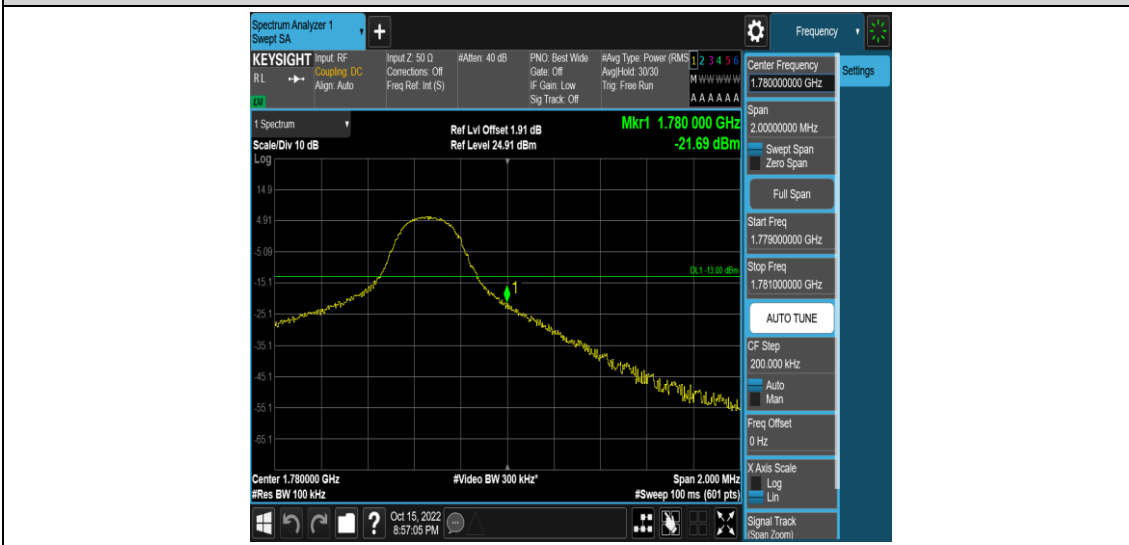 Spectrum Analyzer 1
Swept SA
+
Frequency
KEYSIGHT
RL
LV
Input: RF
Coupling: DC
Align: Auto
Input Z: 50 Ω
Corrections: Off
Freq Ref: Int (S)
#Atten: 40 dB
PNO: Best Wide
Gate: Off
IF Gain: Low
Sig Track: Off
#Avg Type: Power (RMS
Avg|Hold: 30/30
Trig: Free Run
1 2 3 4 5 6
M W W W W W
A A A A A A
Center Frequency
1.780000000 GHz
Settings
Span
2.00000000 MHz
Swept Span
Zero Span
Full Span
Start Freq
1.779000000 GHz
Stop Freq
1.781000000 GHz
AUTO TUNE
CF Step
200.000 kHz
Auto
Man
Freq Offset
0 Hz
X Axis Scale
Log
Lin
Signal Track
(Span Zoom)
1 Spectrum
Scale/Div 10 dB
Ref Lvl Offset 1.91 dB
Ref Level 24.91 dBm
Mkr1 1.780 000 GHz
-21.69 dBm
Log
14.9
4.91
-5.09
DL1 -13.00 dBm
-15.1
1
-25.1
-35.1
-45.1
-55.1
-65.1
Center 1.780000 GHz
#Video BW 300 kHz*
Span 2.000 MHz
#Res BW 100 kHz
#Sweep 100 ms (601 pts)
?
Oct 15, 2022
8:57:05 PM